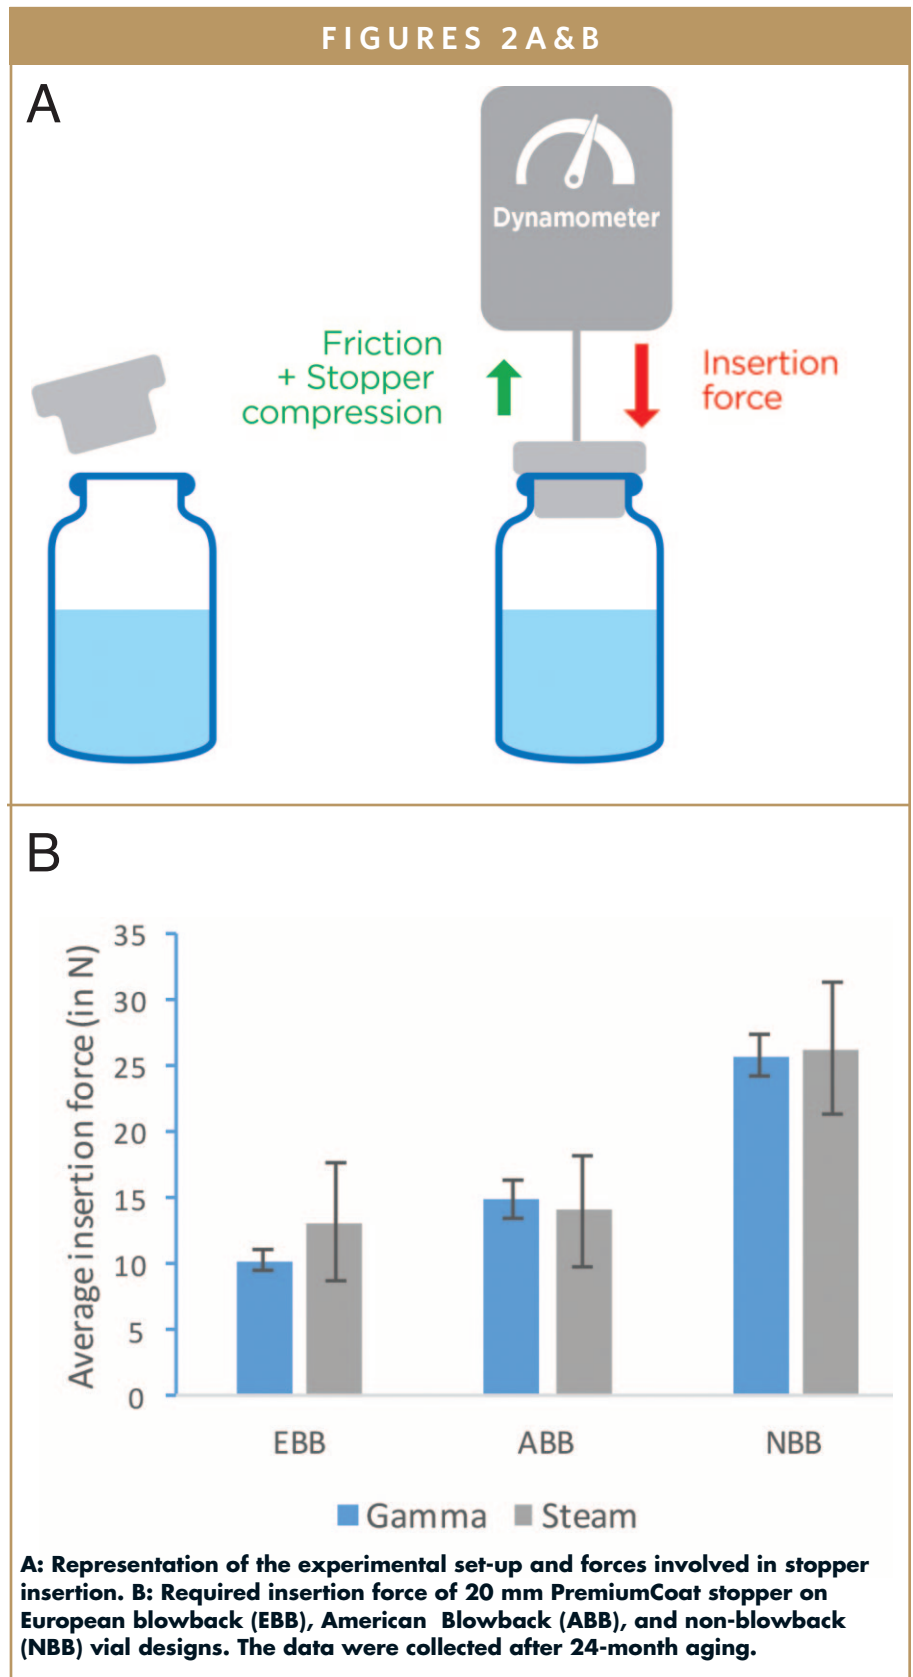 FIGURES 2A&B
A
Dynamometer
Friction
+ Stopper
compression
Insertion
force
B
Average insertion force (in N)
35
30
25
20
15
10
5
0
EBB ABB NBB
Gamma Steam
A: Representation of the experimental set-up and forces involved in stopper
insertion. B: Required insertion force of 20 mm PremiumCoat stopper on
European blowback (EBB), American Blowback (ABB), and non-blowback
(NBB) vial designs. The data were collected after 24-month aging.